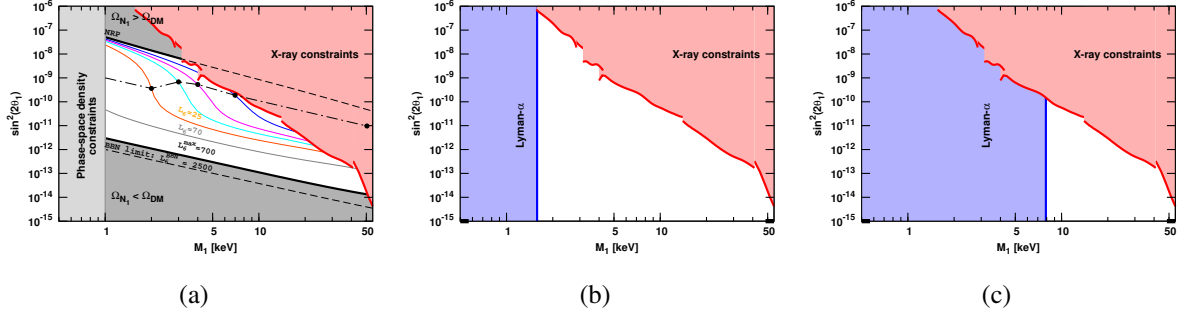 Ω_N₁ > Ω_DM
NRP
X-ray constraints
Phase-space density
constraints
L₆=25
L₆=70
L₆^max=700
BBN limit: L₆^BBN = 2500
Ω_N₁ < Ω_DM
sin²(2θ₁)
10⁻⁶
10⁻⁷
10⁻⁸
10⁻⁹
10⁻¹⁰
10⁻¹¹
10⁻¹²
10⁻¹³
10⁻¹⁴
10⁻¹⁵
1 5 10 50
M₁ [keV]
(a)
X-ray constraints
Lyman-α
sin²(2θ₁)
10⁻⁶
10⁻⁷
10⁻⁸
10⁻⁹
10⁻¹⁰
10⁻¹¹
10⁻¹²
10⁻¹³
10⁻¹⁴
10⁻¹⁵
1 5 10 50
M₁ [keV]
(b)
X-ray constraints
Lyman-α
sin²(2θ₁)
10⁻⁶
10⁻⁷
10⁻⁸
10⁻⁹
10⁻¹⁰
10⁻¹¹
10⁻¹²
10⁻¹³
10⁻¹⁴
10⁻¹⁵
1 5 10 50
M₁ [keV]
(c)